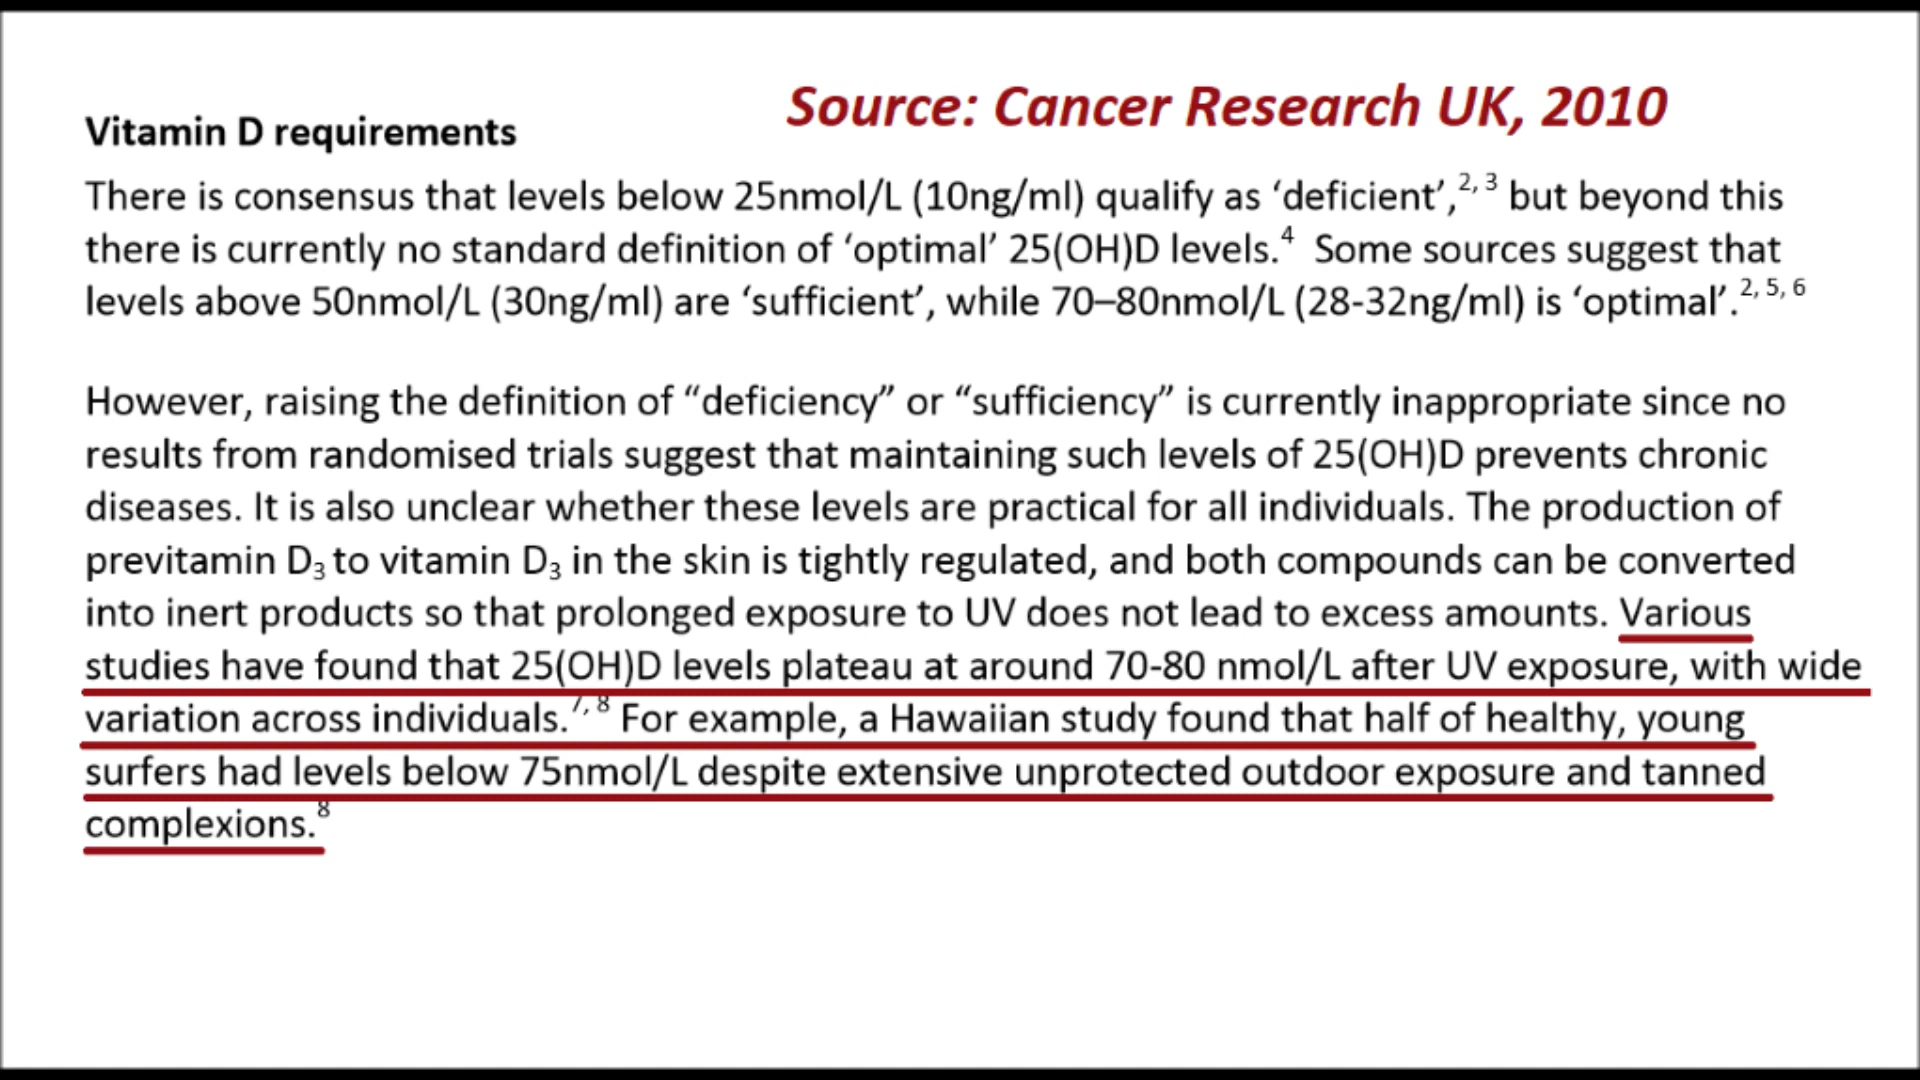 Source: Cancer Research UK, 2010
Vitamin D requirements
There is consensus that levels below 25nmol/L (10ng/ml) qualify as ‘deficient’,2, 3 but beyond this
there is currently no standard definition of ‘optimal’ 25(OH)D levels.4 Some sources suggest that
levels above 50nmol/L (30ng/ml) are ‘sufficient’, while 70–80nmol/L (28-32ng/ml) is ‘optimal’.2, 5, 6
However, raising the definition of “deficiency” or “sufficiency” is currently inappropriate since no
results from randomised trials suggest that maintaining such levels of 25(OH)D prevents chronic
diseases. It is also unclear whether these levels are practical for all individuals. The production of
previtamin D3 to vitamin D3 in the skin is tightly regulated, and both compounds can be converted
into inert products so that prolonged exposure to UV does not lead to excess amounts. Various
studies have found that 25(OH)D levels plateau at around 70-80 nmol/L after UV exposure, with wide
variation across individuals.7, 8 For example, a Hawaiian study found that half of healthy, young
surfers had levels below 75nmol/L despite extensive unprotected outdoor exposure and tanned
complexions.8